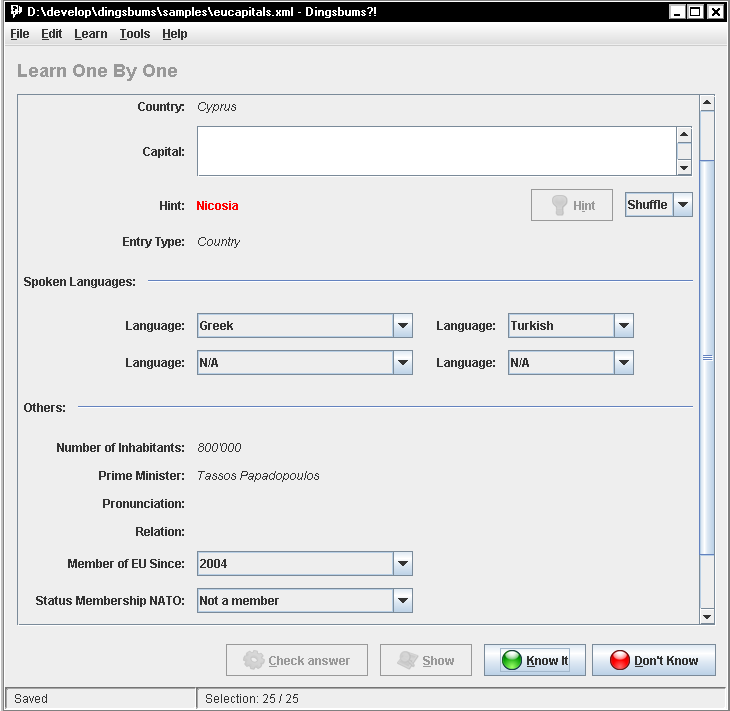 D:\develop\dingsbums\samples\eucapitals.xml - Dingsbums?!
File Edit Learn Tools Help
Learn One By One
Country: Cyprus
Capital:
Hint: Nicosia Hint Shuffle
Entry Type: Country
Spoken Languages:
Language: Greek Language: Turkish
Language: N/A Language: N/A
Others:
Number of Inhabitants: 800'000
Prime Minister: Tassos Papadopoulos
Pronunciation:
Relation:
Member of EU Since: 2004
Status Membership NATO: Not a member
Check answer Show Know It Don't Know
Saved Selection: 25 / 25